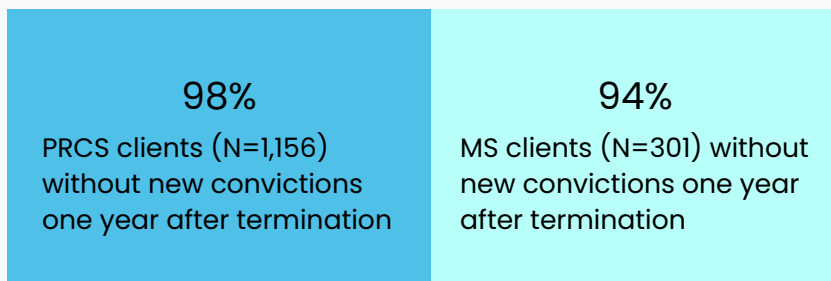 98%
PRCS clients (N=1,156)
without new convictions
one year after termination
94%
MS clients (N=301) without
new convictions one year
after termination